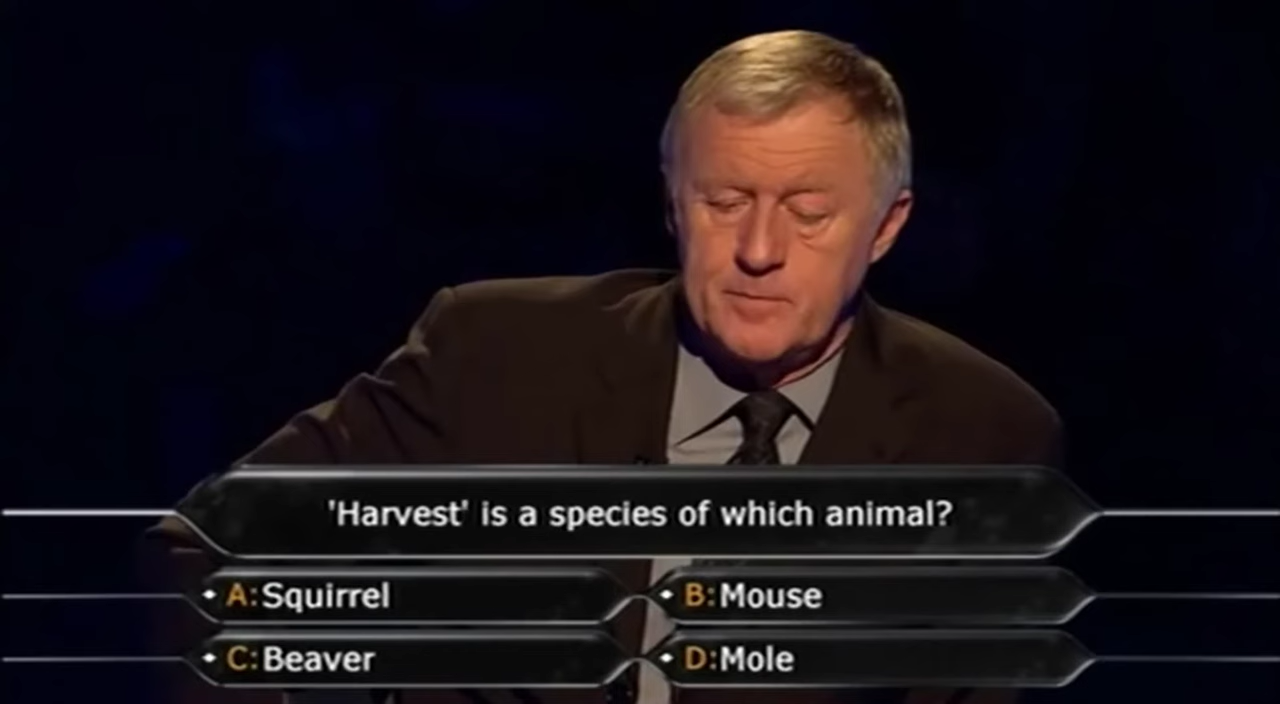 'Harvest' is a species of which animal?
A:Squirrel
B:Mouse
C:Beaver
D:Mole